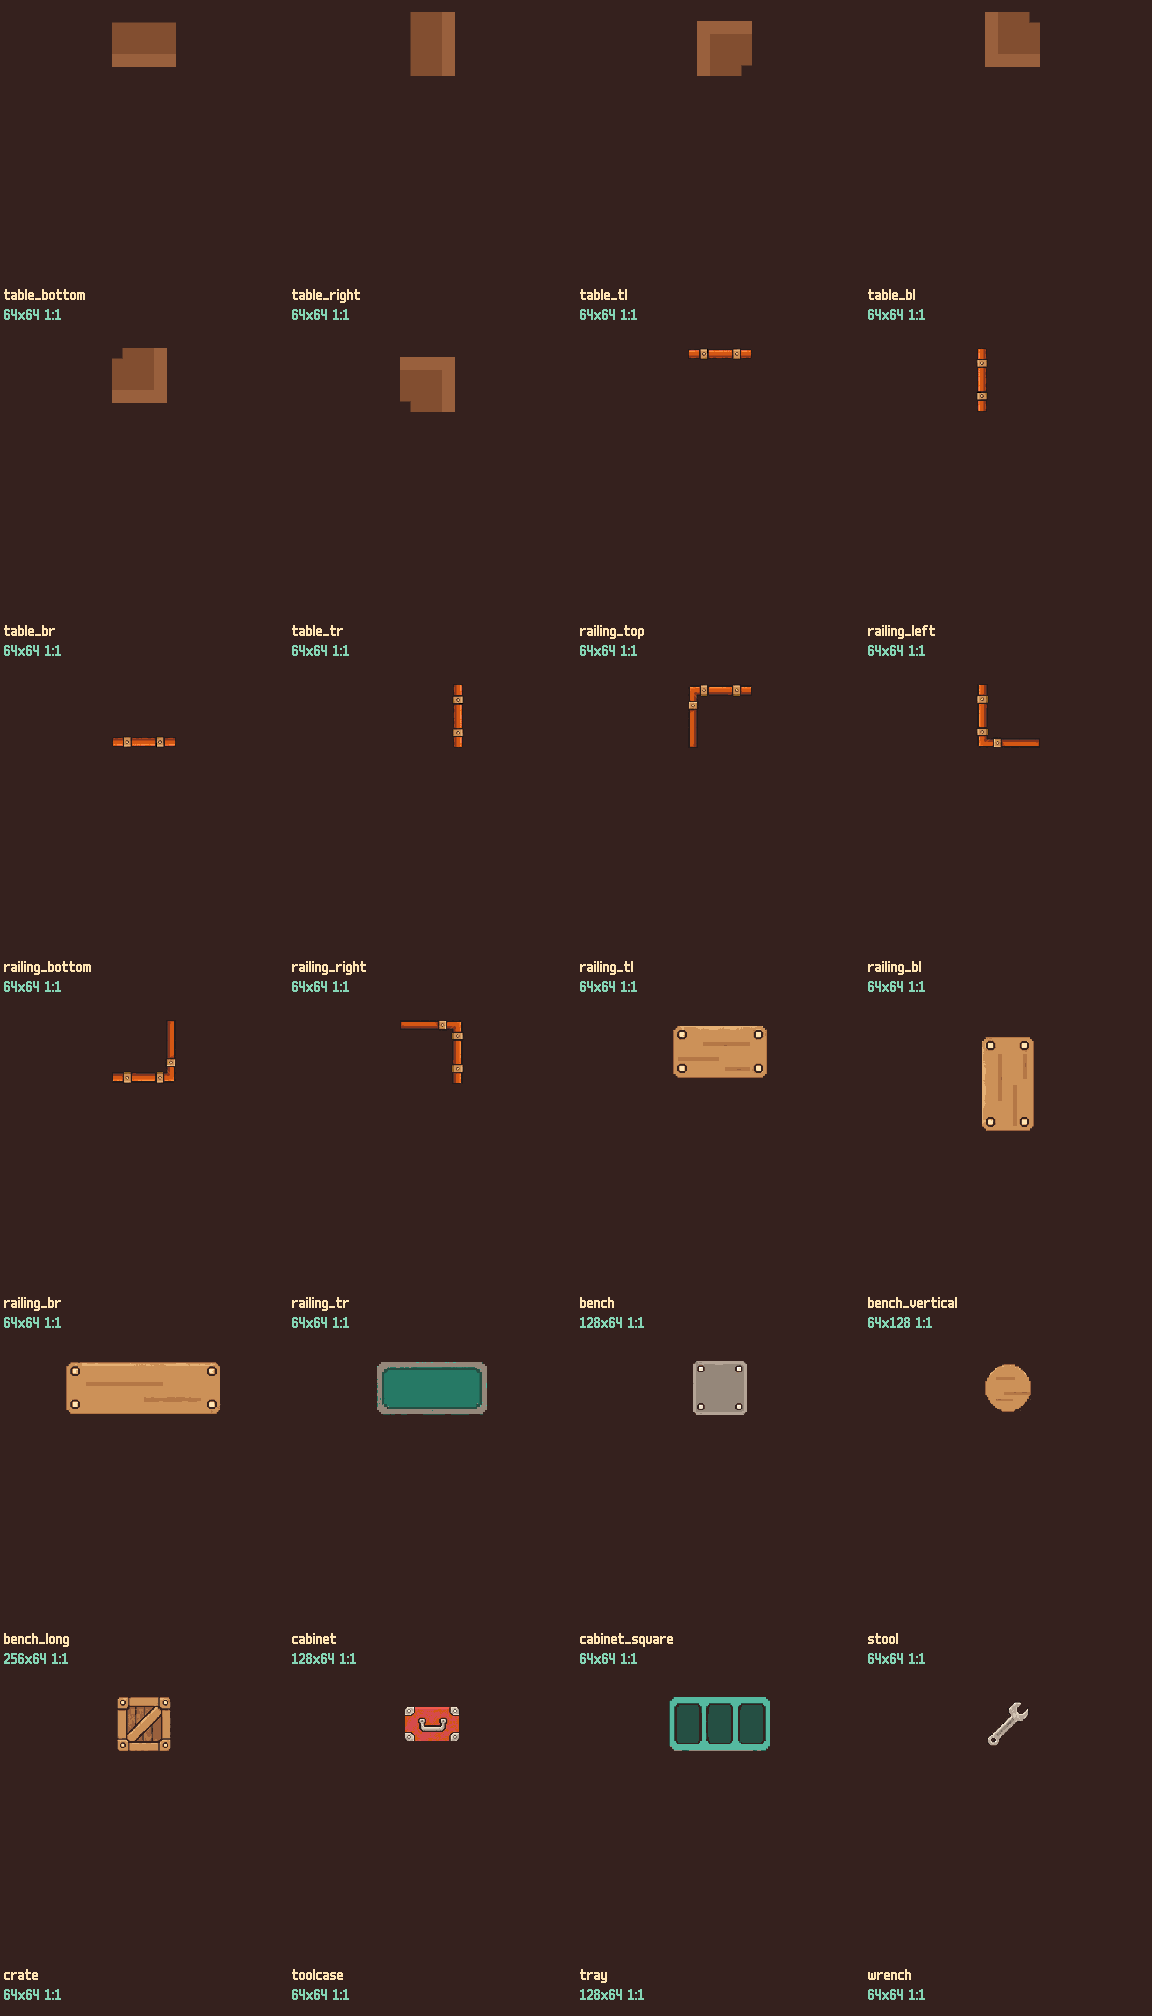 table_bottom
64x64 1:1
table_right
64x64 1:1
table_tl
64x64 1:1
table_bl
64x64 1:1
table_br
64x64 1:1
table_tr
64x64 1:1
railing_top
64x64 1:1
railing_left
64x64 1:1
railing_bottom
64x64 1:1
railing_right
64x64 1:1
railing_tl
64x64 1:1
railing_bl
64x64 1:1
railing_br
64x64 1:1
railing_tr
64x64 1:1
bench
128x64 1:1
bench_vertical
64x128 1:1
bench_long
256x64 1:1
cabinet
128x64 1:1
cabinet_square
64x64 1:1
stool
64x64 1:1
crate
64x64 1:1
toolcase
64x64 1:1
tray
128x64 1:1
wrench
64x64 1:1